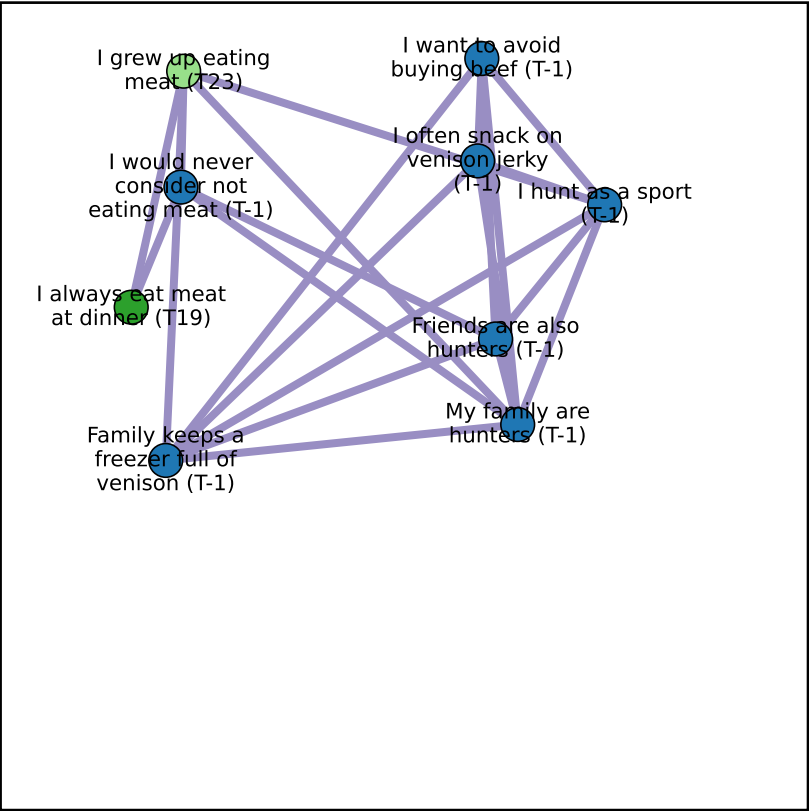 I grew up eating
meat (T23)
I want to avoid
buying beef (T-1)
I often snack on
venison jerky
(T-1)
I would never
consider not
eating meat (T-1)
I hunt as a sport
(T-1)
I always eat meat
at dinner (T19)
Friends are also
hunters (T-1)
My family are
hunters (T-1)
Family keeps a
freezer full of
venison (T-1)